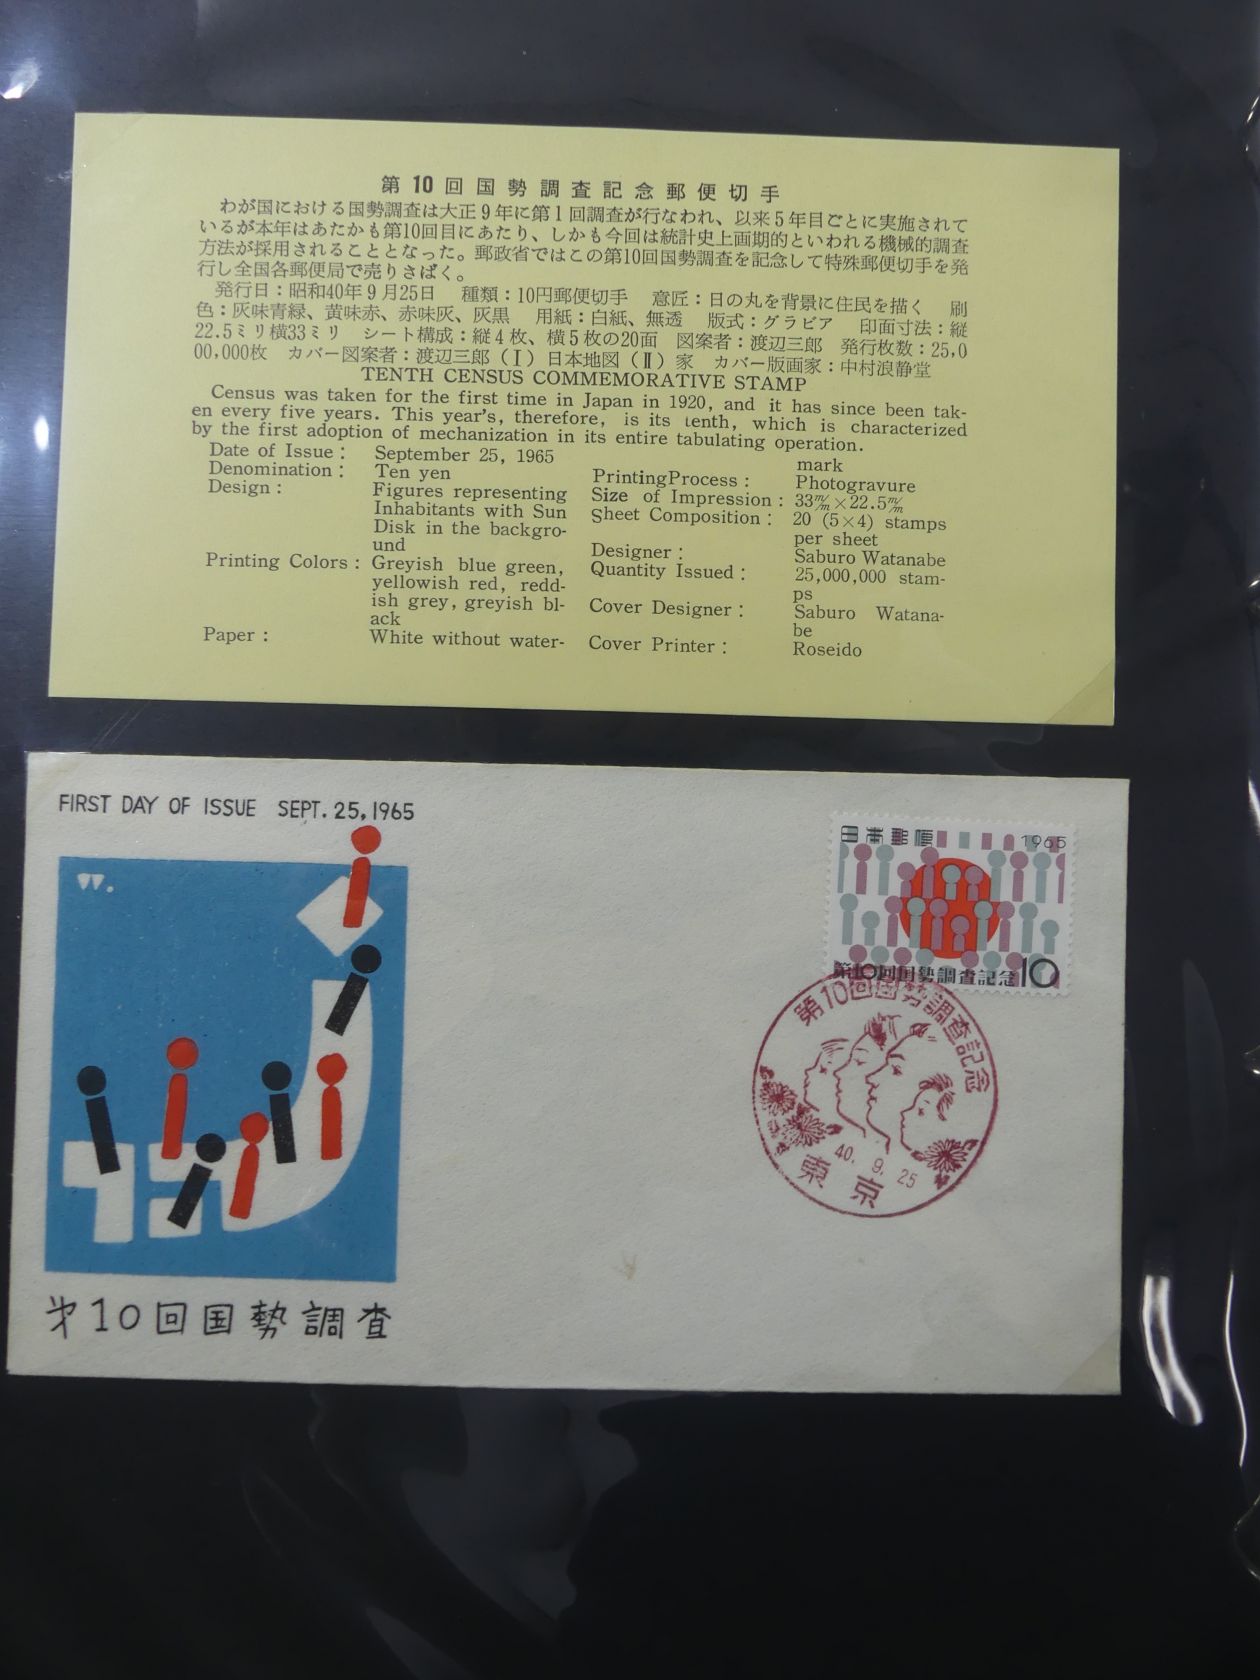 第10回国勢調査記念郵便切手
わが国における国勢調査は大正9年に第1回調査が行なわれ、以来5年目ごとに実施されて
いるが本年はあたかも第10回目にあたり、しかも今回は統計史上画期的といわれる機械的調査
方法が採用されることとなった。郵政省ではこの第10回国勢調査を記念して特殊郵便切手を発
行し全国各郵便局で売りさばく。
発行日：昭和40年9月25日　種類：10円郵便切手　意匠：日の丸を背景に住民を描く　刷
色：灰味青緑、黄味赤、赤味灰、灰黒　用紙：白紙、無透　版式：グラビア　印面寸法：縦
22.5ミリ横33ミリ　シート構成：縦4枚、横5枚の20面　図案者：渡辺三郎　発行枚数：25,0
00,000枚　カバー図案者：渡辺三郎（Ⅰ）日本地図（Ⅱ）家　カバー版画家：中村浪静堂
TENTH CENSUS COMMEMORATIVE STAMP
Census was taken for the first time in Japan in 1920, and it has since been tak-
en every five years. This year's, therefore, is its tenth, which is characterized
by the first adoption of mechanization in its entire tabulating operation.
Date of Issue : September 25, 1965
Denomination : Ten yen
Design : Figures representing
Inhabitants with Sun
Disk in the backgro-
und
Printing Colors : Greyish blue green,
yellowish red, redd-
ish grey, greyish bl-
ack
Paper : White without water-
mark
PrintingProcess : Photogravure
Size of Impression : 33m/m×22.5m/m
Sheet Composition : 20 (5×4) stamps
per sheet
Designer : Saburo Watanabe
Quantity Issued : 25,000,000 stam-
ps
Cover Designer : Saburo Watana-
be
Cover Printer : Roseido
FIRST DAY OF ISSUE SEPT. 25, 1965
W.
第10回国勢調査
日本郵便 1965
第10回国勢調査記念 10
第10回国勢調査記念
40. 9. 25
東京